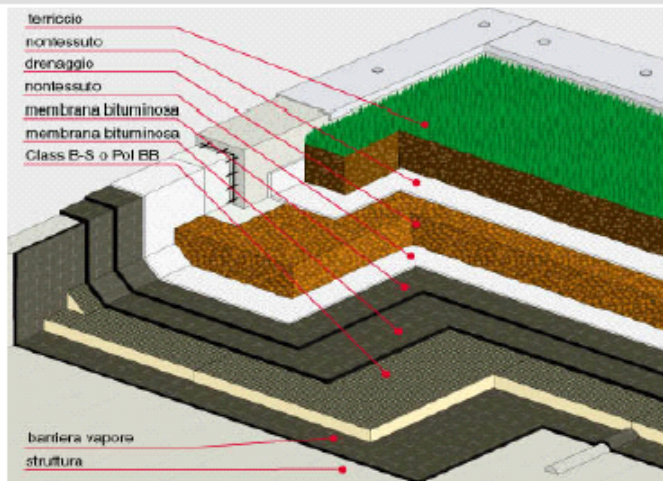 terriccio
nontessuto
drenaggio
nontessuto
membrana bituminosa
membrana bituminosa
Class B-S o Pol BB
barriera vapore
struttura